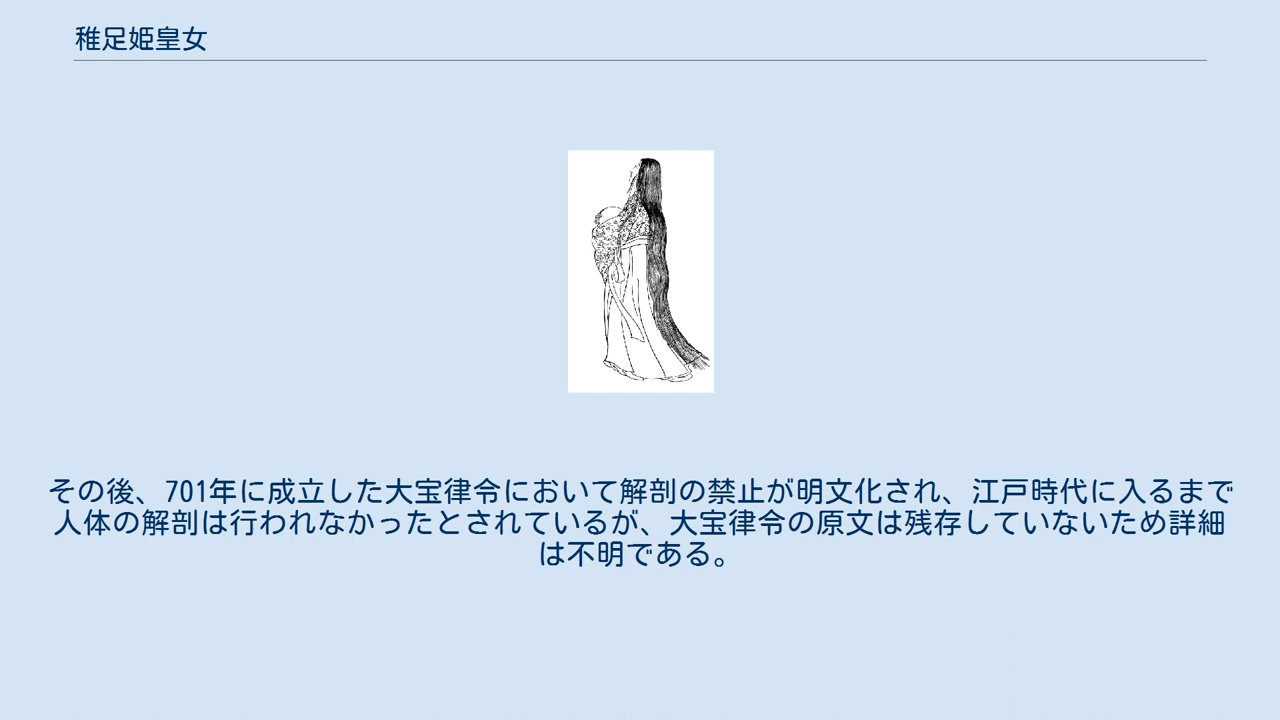 稚足姫皇女
その後、701年に成立した大宝律令において解剖の禁止が明文化され、江戸時代に入るまで
人体の解剖は行われなかったとされているが、大宝律令の原文は残存していないため詳細
は不明である。